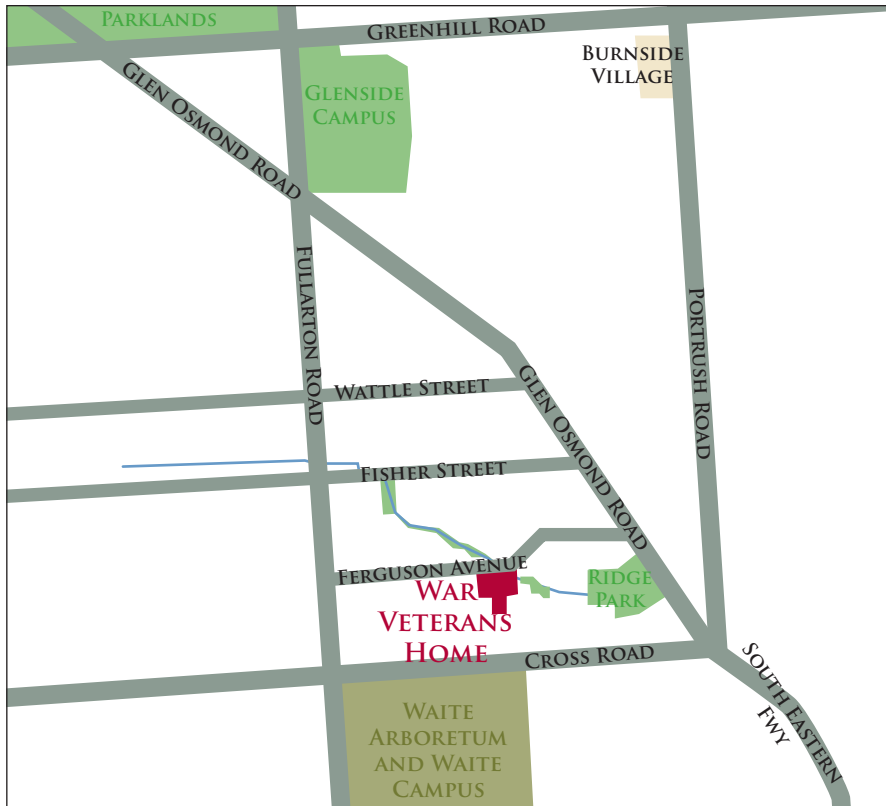 PARKLANDS
GREENHILL ROAD
BURNSIDE
VILLAGE
GLEN OSMOND ROAD
GLENSIDE
CAMPUS
FULLARTON ROAD
PORTRUSH ROAD
WATTLE STREET
GLEN OSMOND ROAD
FISHER STREET
FERGUSON AVENUE
WAR
VETERANS
HOME
RIDGE
PARK
CROSS ROAD
SOUTH EASTERN
FWY
WAITE
ARBORETUM
AND WAITE
CAMPUS